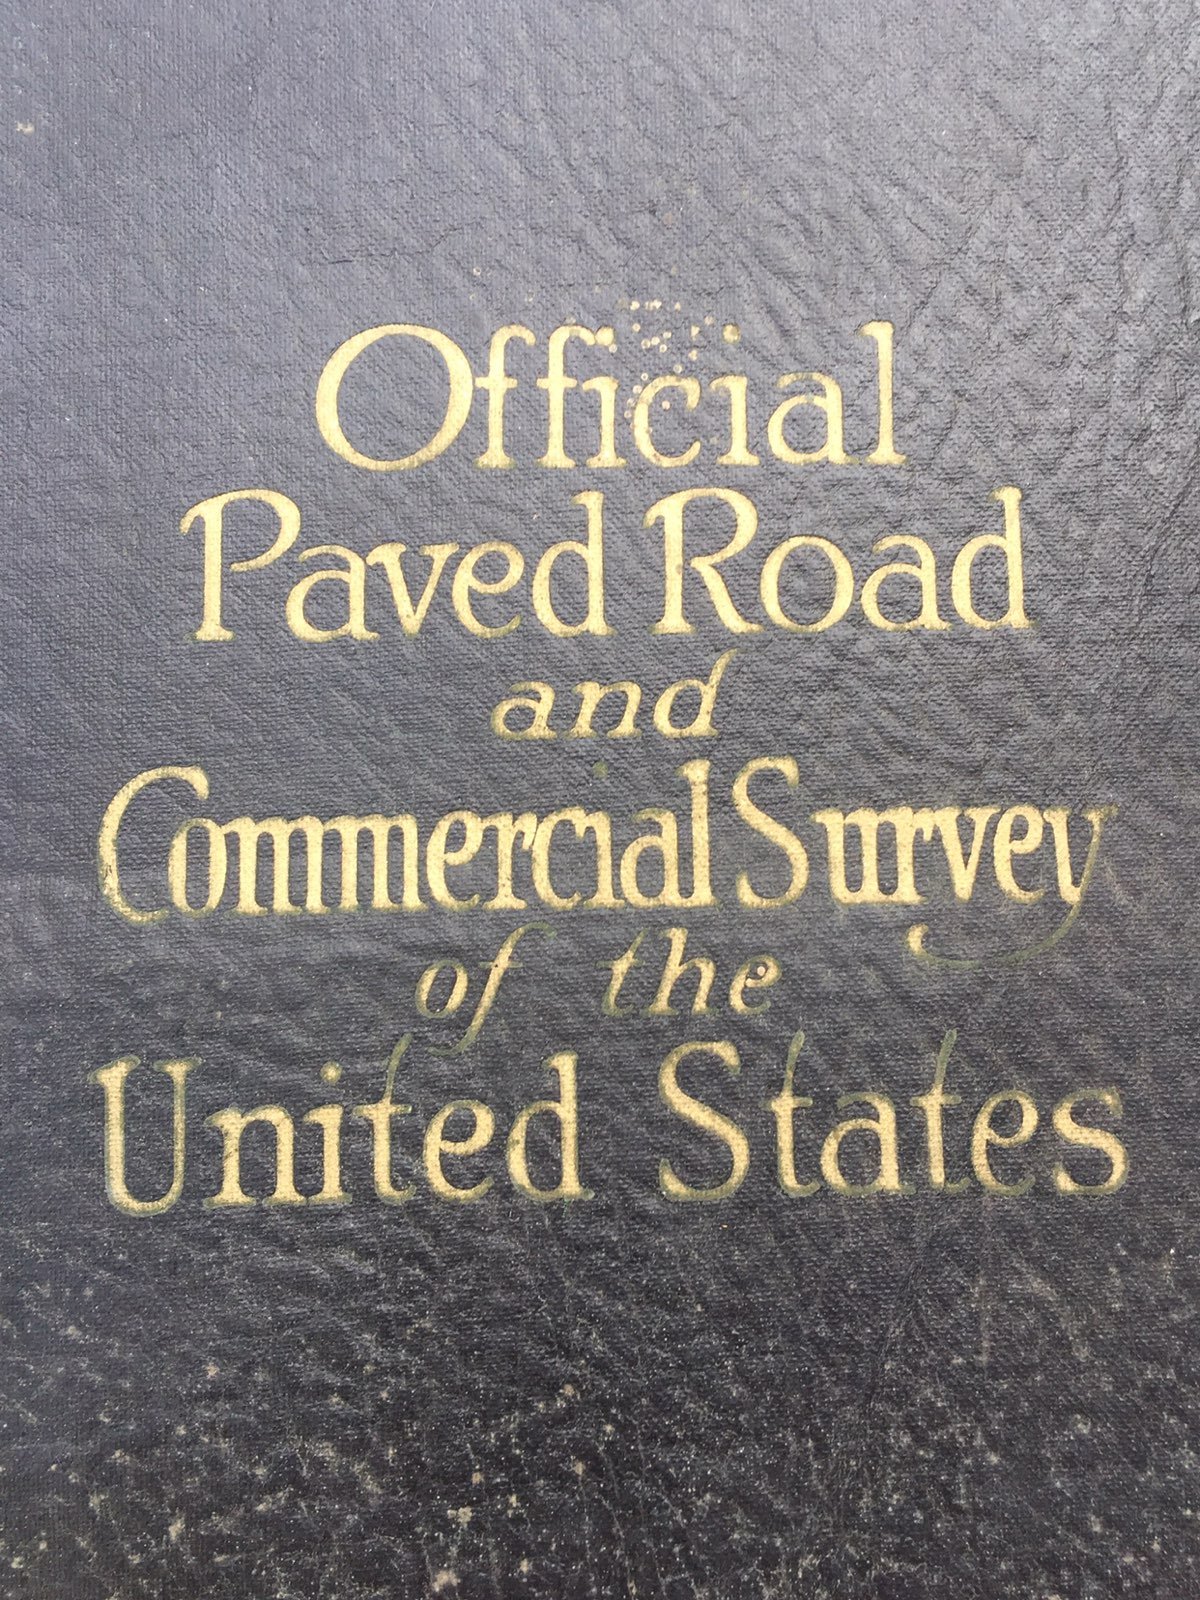 Official
Paved Road
and
Commercial Survey
of the
United States